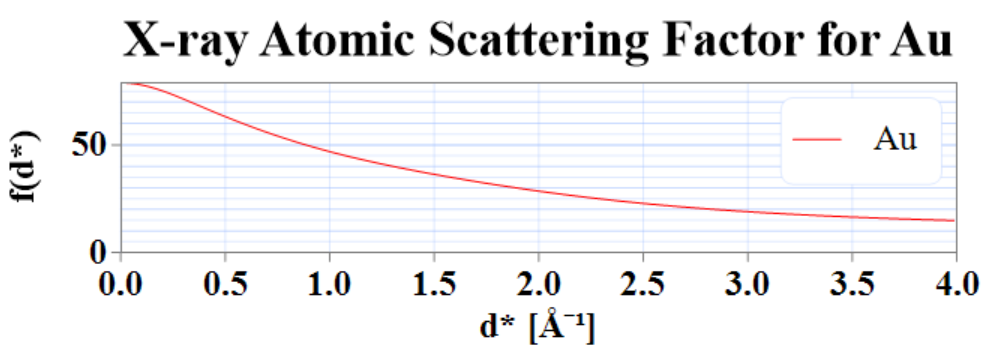 X-ray Atomic Scattering Factor for Au
f(d*)
50
0
Au
0.0 0.5 1.0 1.5 2.0 2.5 3.0 3.5 4.0
d* [Å⁻¹]